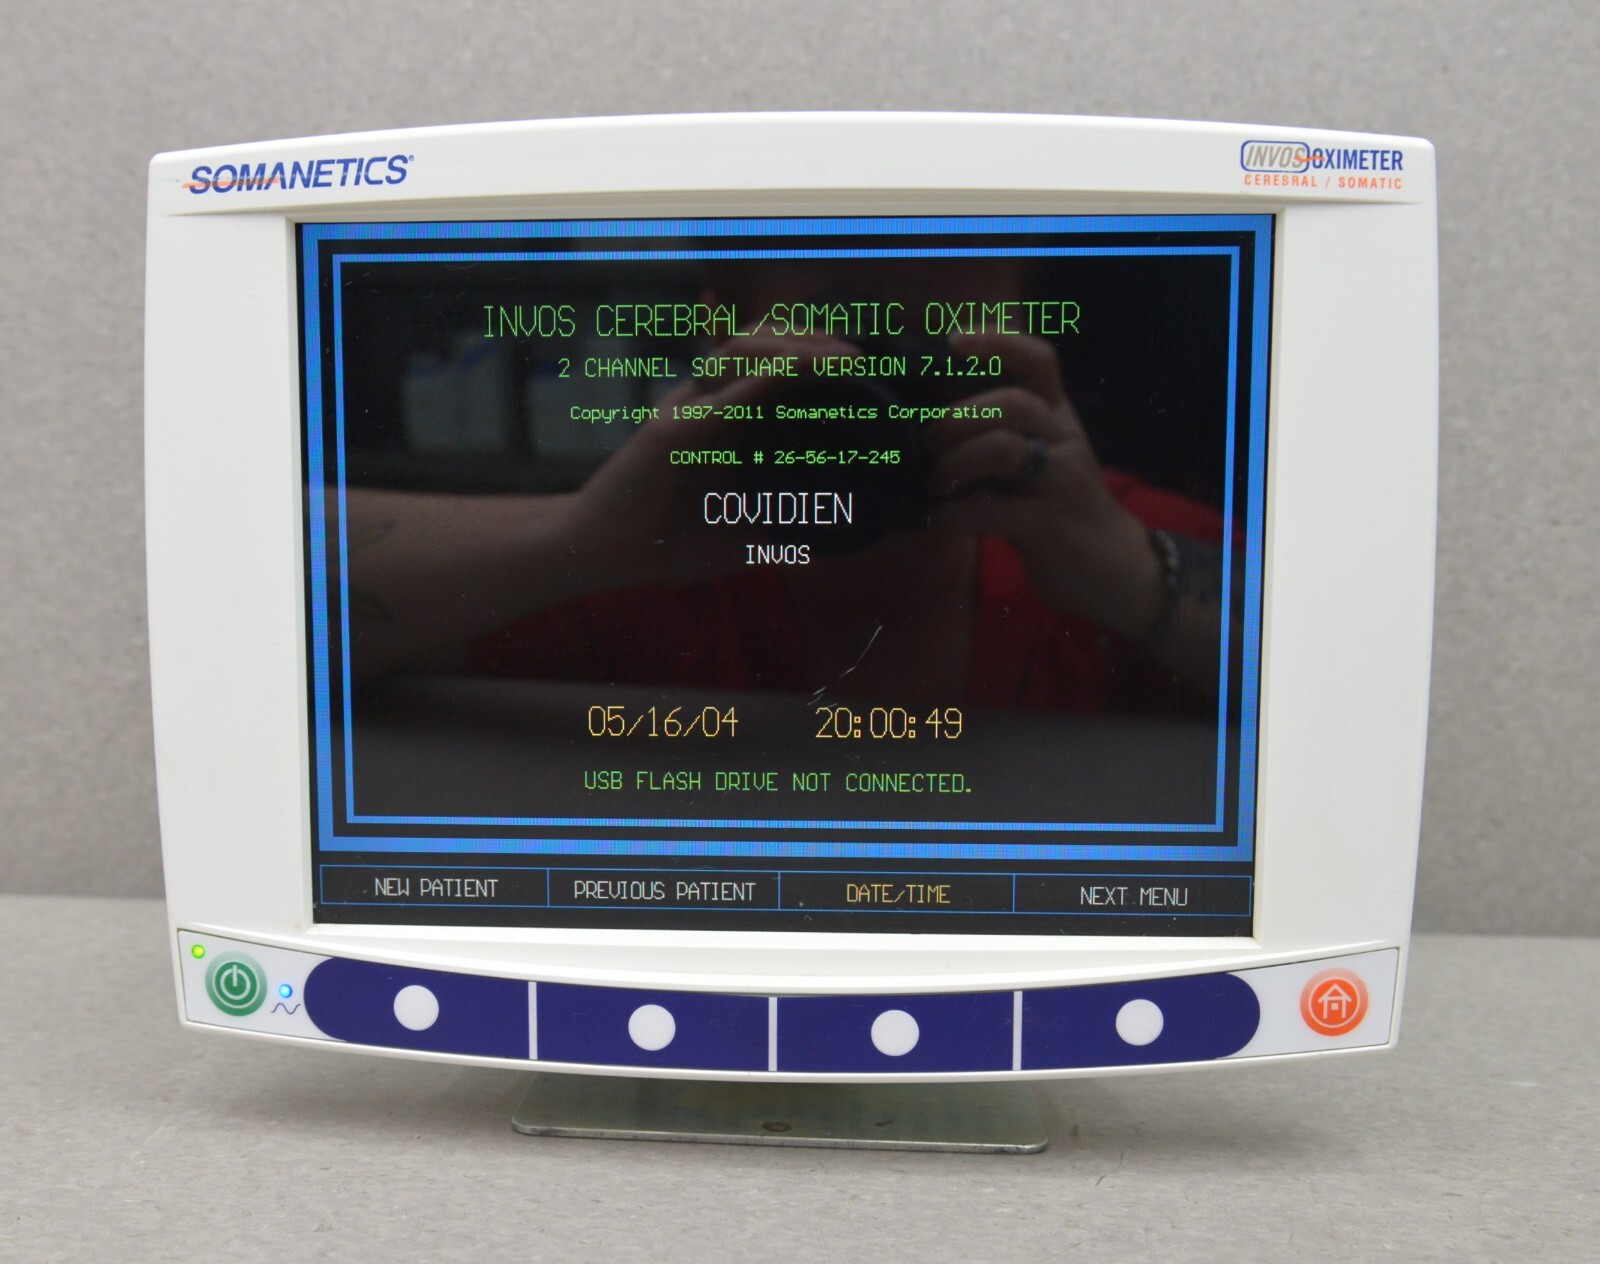 SOMANETICS®
INVOS OXIMETER
CEREBRAL / SOMATIC
INVOS CEREBRAL/SOMATIC OXIMETER
2 CHANNEL SOFTWARE VERSION 7.1.2.0
Copyright 1997-2011 Somanetics Corporation
CONTROL # 26-56-17-245
COVIDIEN
INVOS
05/16/04 20:00:49
USB FLASH DRIVE NOT CONNECTED.
NEW PATIENT PREVIOUS PATIENT DATE/TIME NEXT MENU